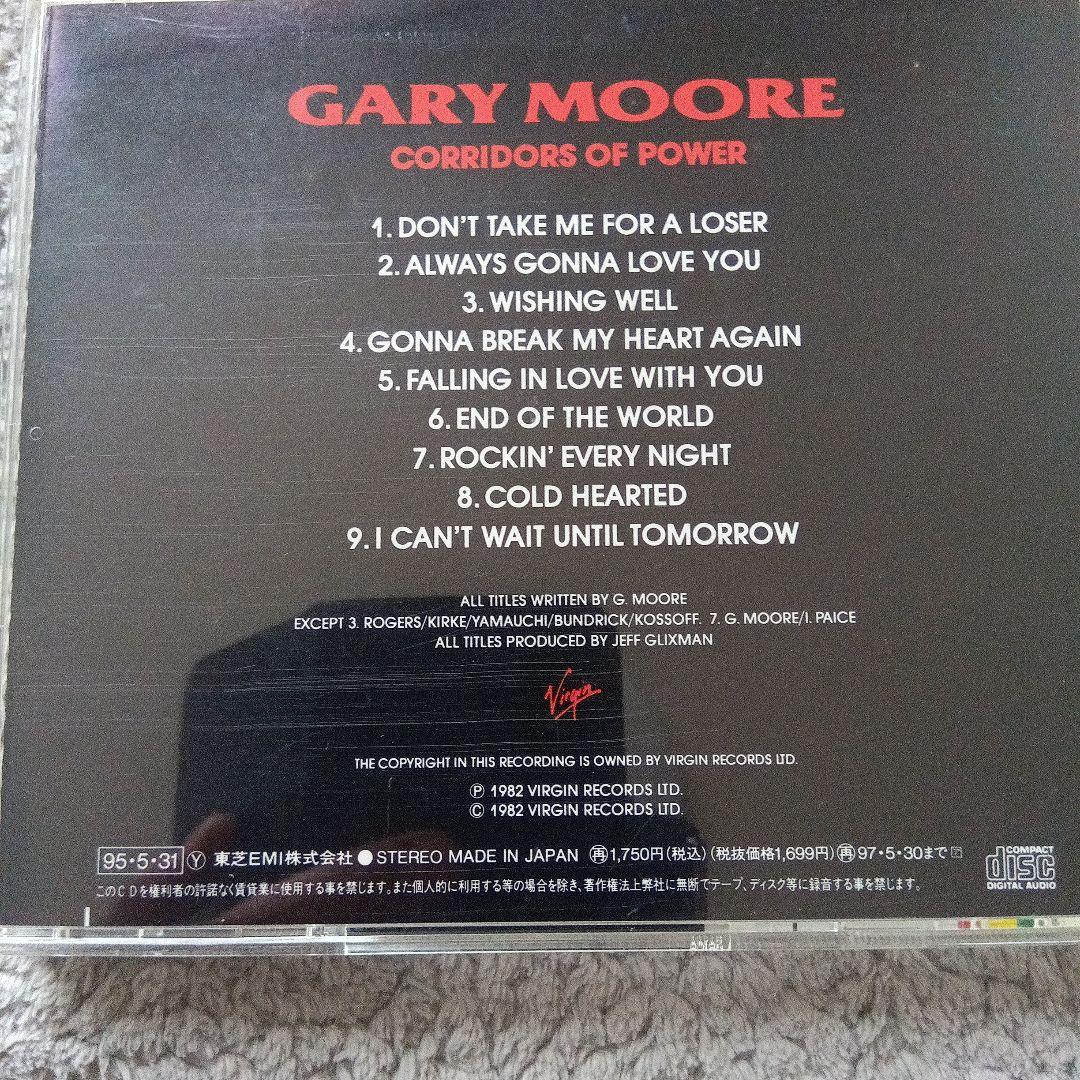 GARY MOORE
CORRIDORS OF POWER
1. DON'T TAKE ME FOR A LOSER
2. ALWAYS GONNA LOVE YOU
3. WISHING WELL
4. GONNA BREAK MY HEART AGAIN
5. FALLING IN LOVE WITH YOU
6. END OF THE WORLD
7. ROCKIN' EVERY NIGHT
8. COLD HEARTED
9. I CAN'T WAIT UNTIL TOMORROW
ALL TITLES WRITTEN BY G. MOORE
EXCEPT 3. ROGERS/KIRKE/YAMAUCHI/BUNDRICK/KOSSOFF. 7. G. MOORE/I. PAICE
ALL TITLES PRODUCED BY JEFF GLIXMAN
Virgin
THE COPYRIGHT IN THIS RECORDING IS OWNED BY VIRGIN RECORDS LTD.
Ⓟ 1982 VIRGIN RECORDS LTD.
© 1982 VIRGIN RECORDS LTD.
95・5・31 Ⓨ 東芝EMI株式会社 ● STEREO MADE IN JAPAN 再1,750円(税込)(税抜価格1,699円)再97・5・30まで
COMPACT disc DIGITAL AUDIO
このCDを権利者の許諾なく賃貸業に使用する事を禁じます。また個人的に利用する等の場合を除き、著作権法上弊社に無断でテープ、ディスク等に録音する事を禁じます。